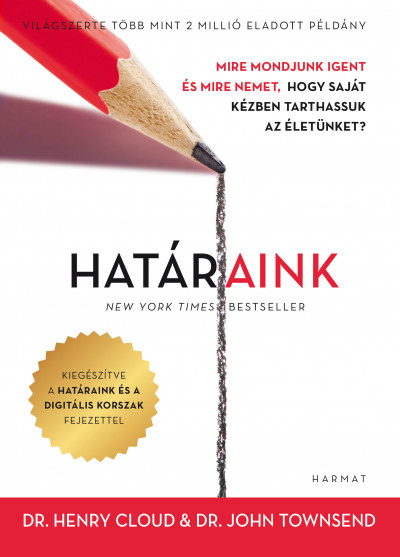 VILÁGSZERTE TÖBB MINT 2 MILLIÓ ELADOTT PÉLDÁNY
MIRE MONDJUNK IGENT
ÉS MIRE NEMET, HOGY SAJÁT
KÉZBEN TARTHASSUK
AZ ÉLETÜNKET?
HATÁRAINK
NEW YORK TIMES BESTSELLER
KIEGÉSZÍTVE
A HATÁRAINK ÉS A
DIGITÁLIS KORSZAK
FEJEZETTEL
HARMAT
DR. HENRY CLOUD & DR. JOHN TOWNSEND